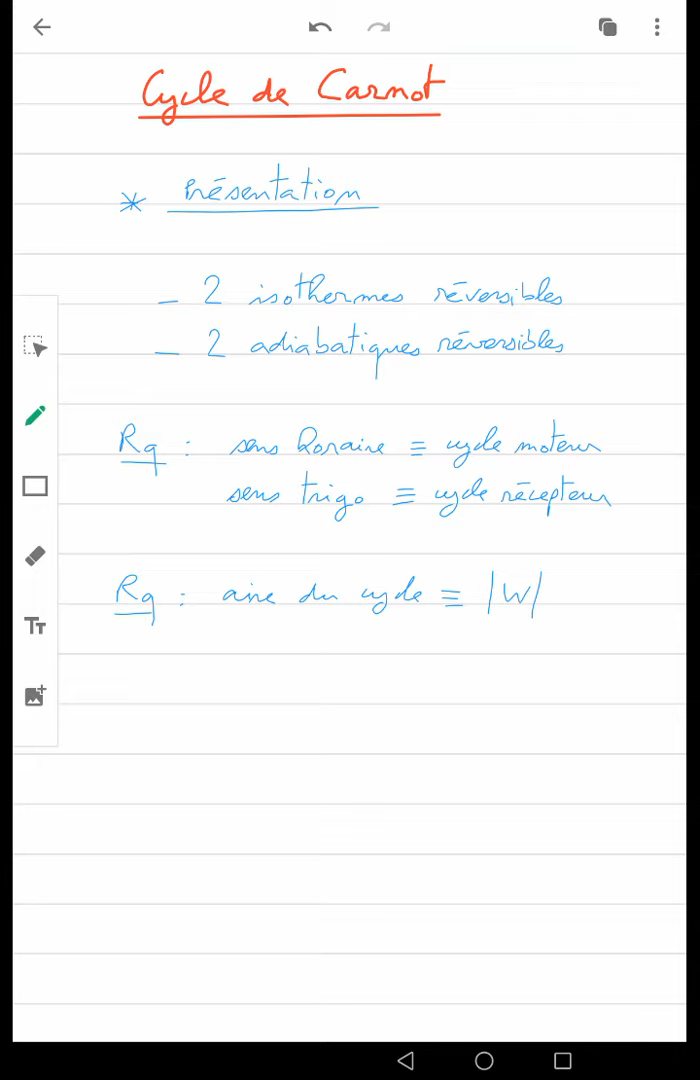 Cycle de Carnot
* Présentation
- 2 isothermes réversibles
- 2 adiabatiques réversibles
Rq : sens horaire ≡ cycle moteur
sens trigo ≡ cycle récepteur
Rq : aire du cycle ≡ |W|
TT